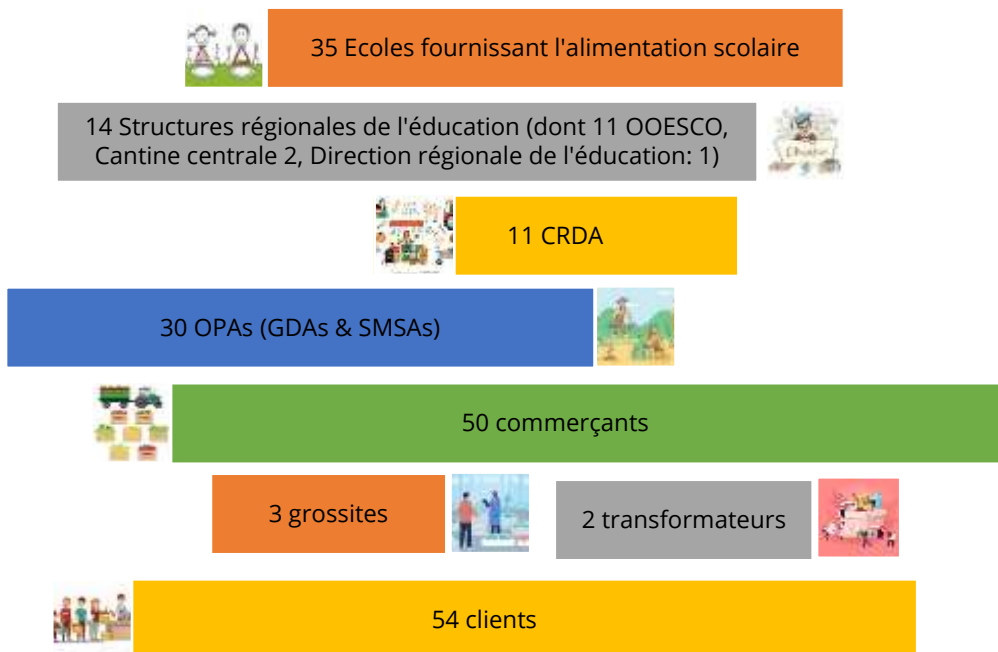 35 Ecoles fournissant l'alimentation scolaire
14 Structures régionales de l'éducation (dont 11 OOESCO,
Cantine centrale 2, Direction régionale de l'éducation: 1)
11 CRDA
30 OPAs (GDAs & SMSAs)
50 commerçants
3 grossites
2 transformateurs
54 clients